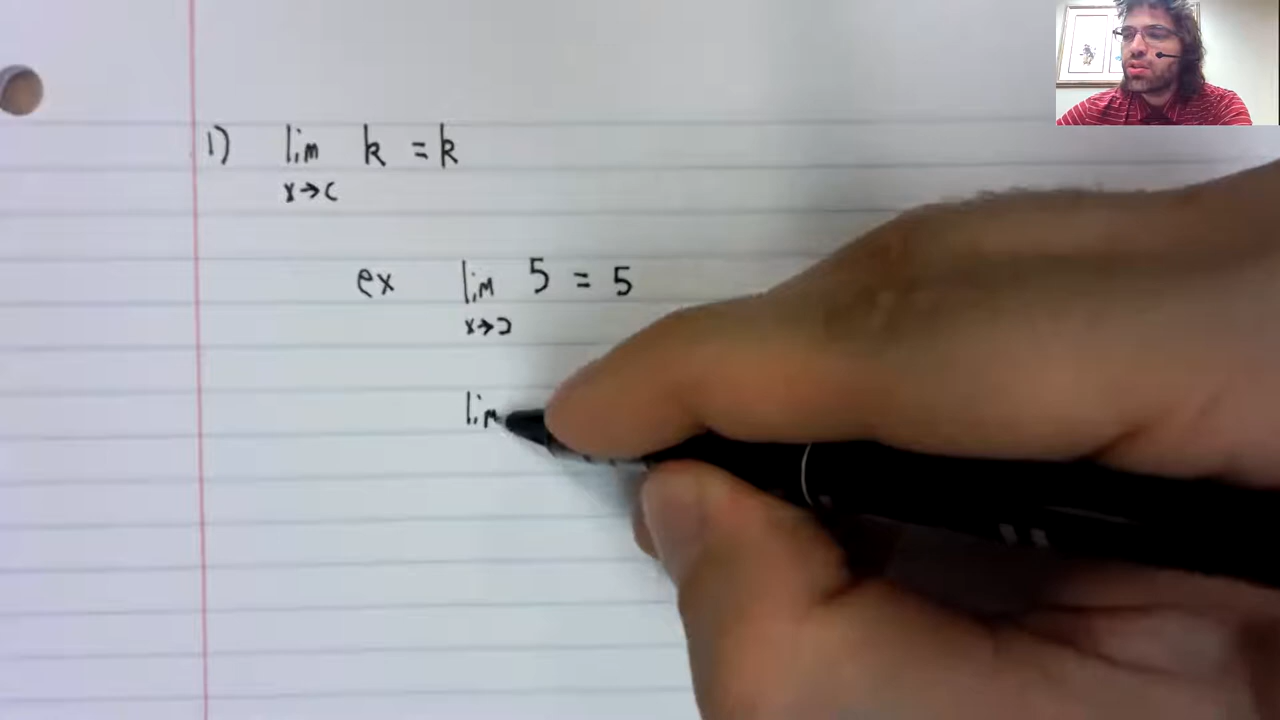 1) lim k = k
x→c
ex lim 5 = 5
x→2
lim